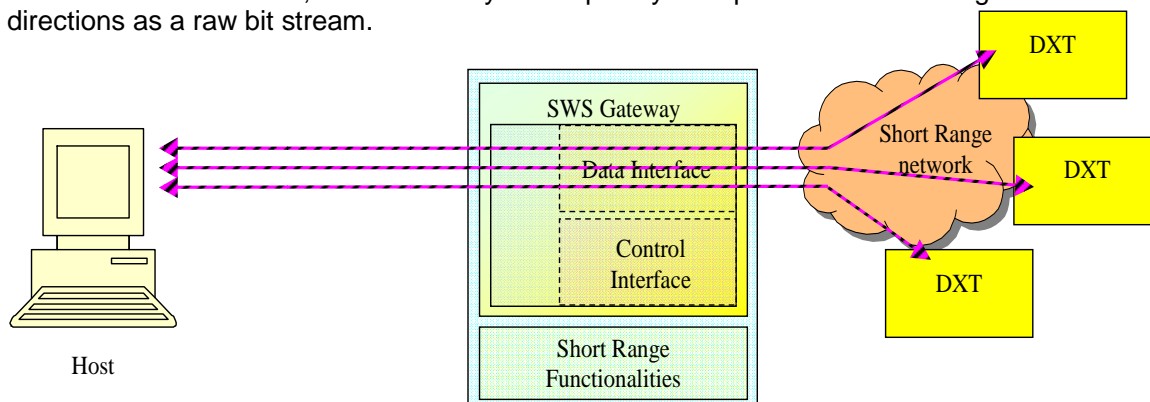 directions as a raw bit stream.
DXT
SWS Gateway
Short Range
network
Data Interface
DXT
Control
Interface
DXT
Host
Short Range
Functionalities